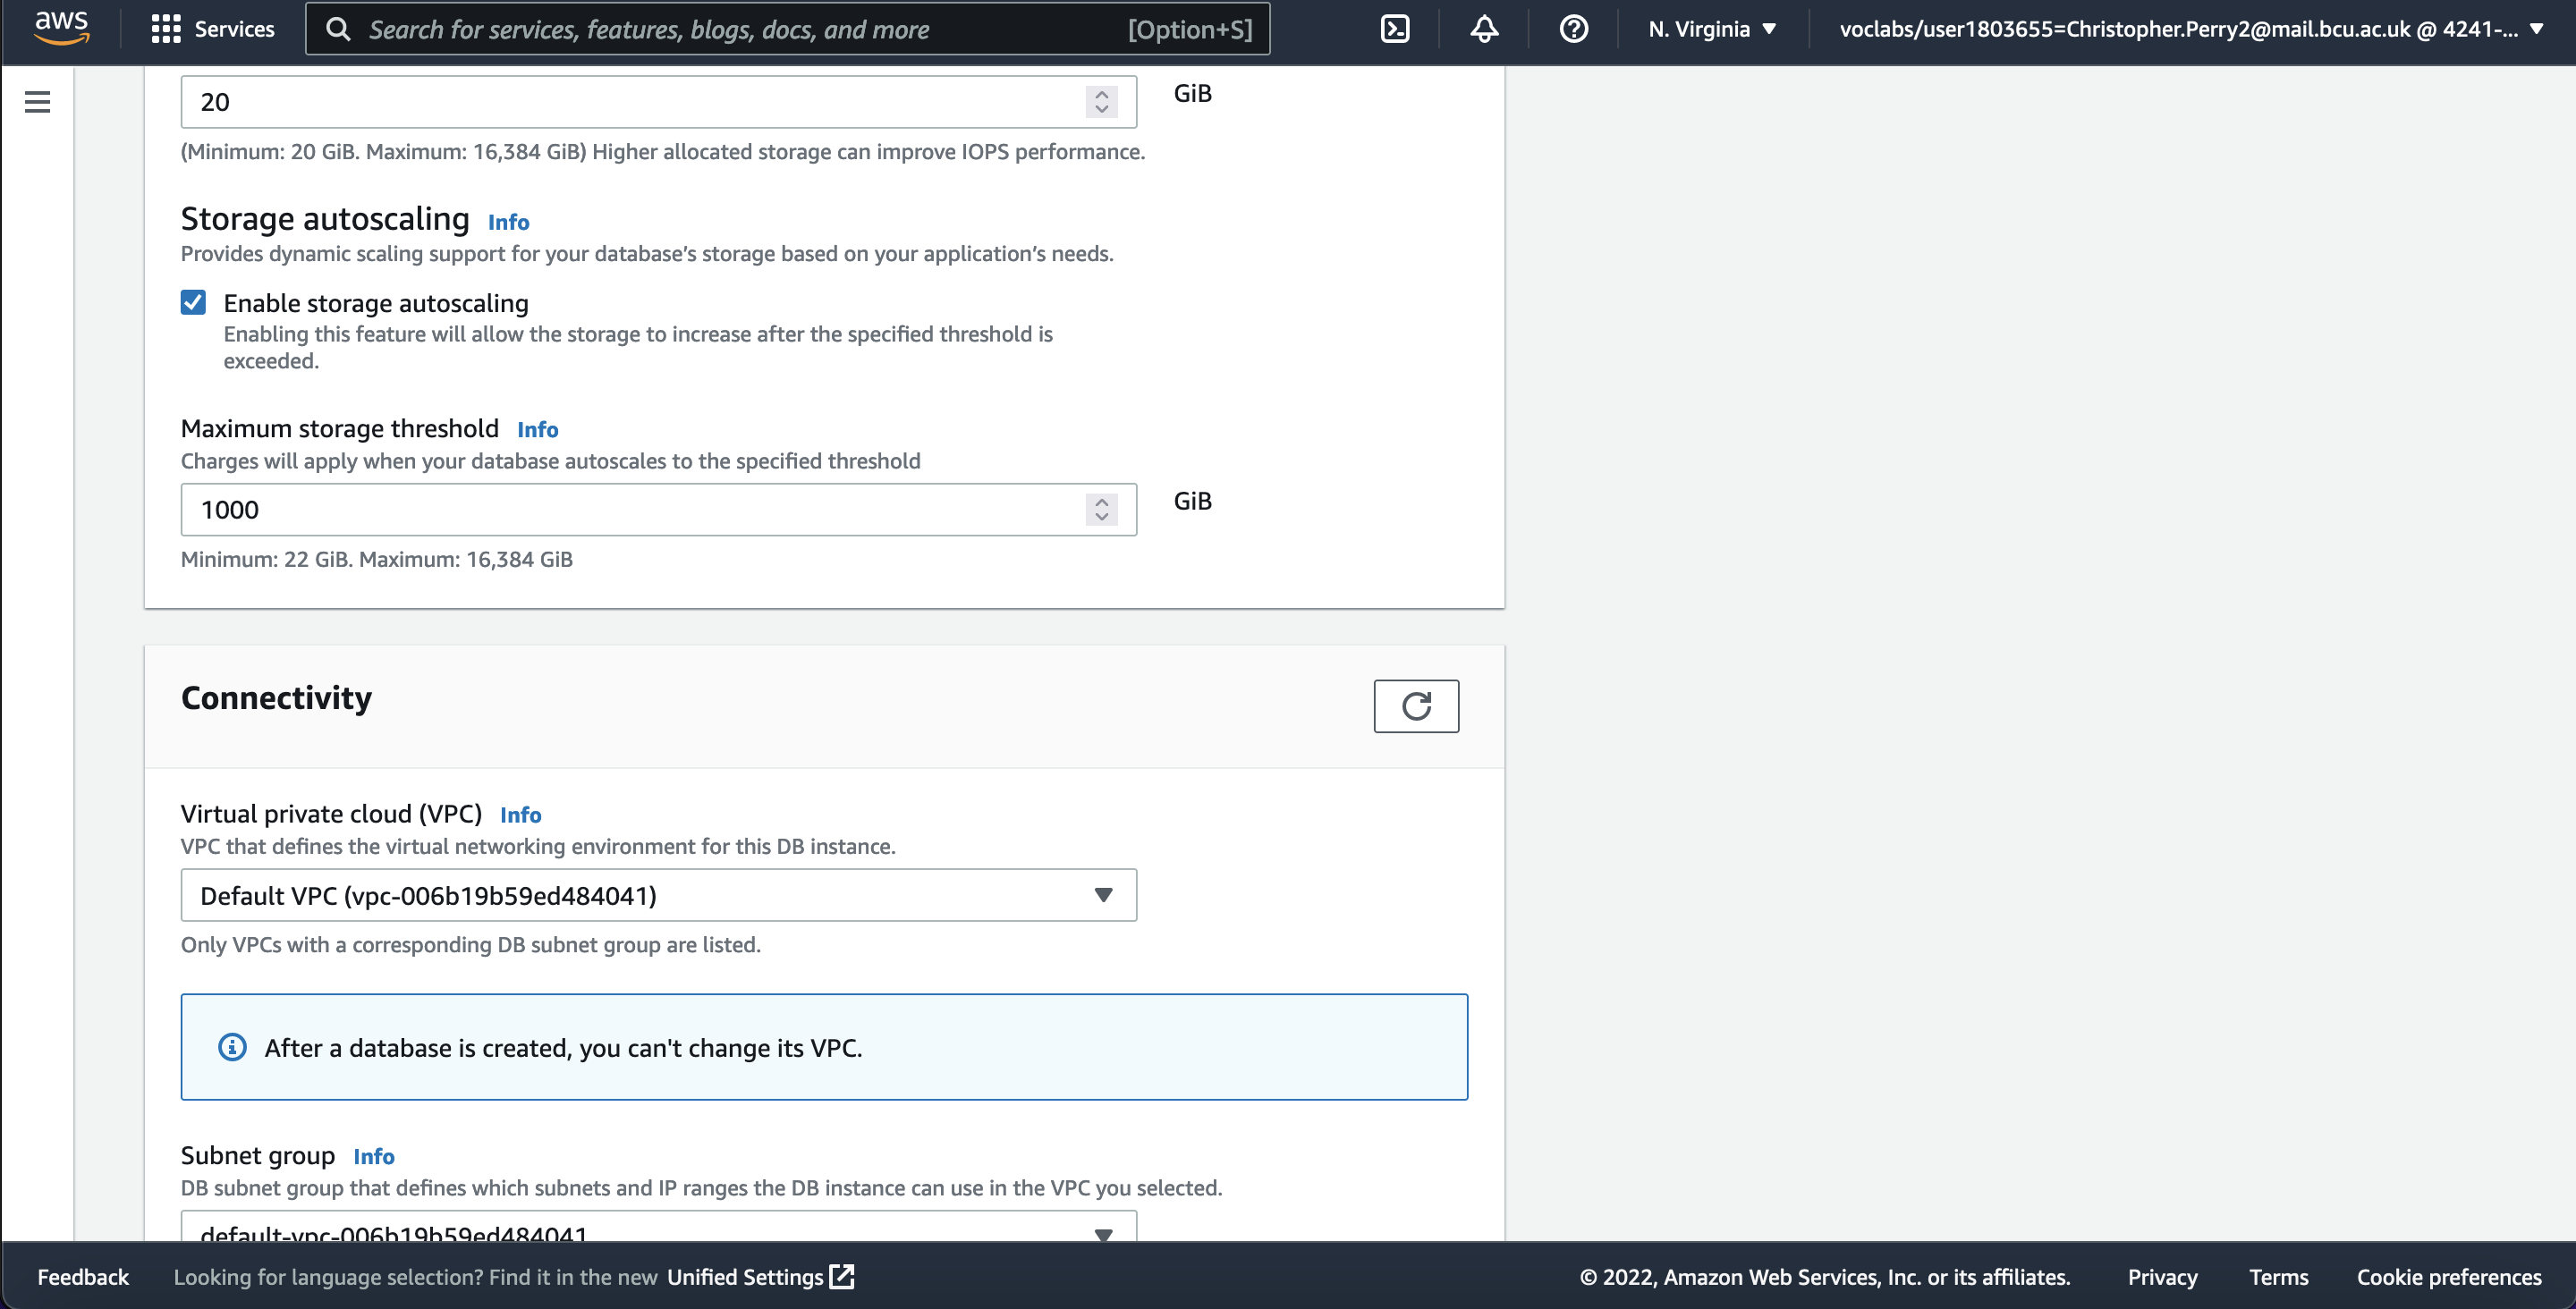 aws
Services
Search for services, features, blogs, docs, and more
[Option+S]
N. Virginia
voclabs/user1803655=Christopher.Perry2@mail.bcu.ac.uk @ 4241-...
20
GiB
(Minimum: 20 GiB. Maximum: 16,384 GiB) Higher allocated storage can improve IOPS performance.
Storage autoscaling Info
Provides dynamic scaling support for your database’s storage based on your application’s needs.
Enable storage autoscaling
Enabling this feature will allow the storage to increase after the specified threshold is
exceeded.
Maximum storage threshold Info
Charges will apply when your database autoscales to the specified threshold
1000
GiB
Minimum: 22 GiB. Maximum: 16,384 GiB
Connectivity
Virtual private cloud (VPC) Info
VPC that defines the virtual networking environment for this DB instance.
Default VPC (vpc-006b19b59ed484041)
Only VPCs with a corresponding DB subnet group are listed.
After a database is created, you can't change its VPC.
Subnet group Info
DB subnet group that defines which subnets and IP ranges the DB instance can use in the VPC you selected.
default-vpc-006b19b59ed484041
Feedback
Looking for language selection? Find it in the new Unified Settings
© 2022, Amazon Web Services, Inc. or its affiliates.
Privacy
Terms
Cookie preferences